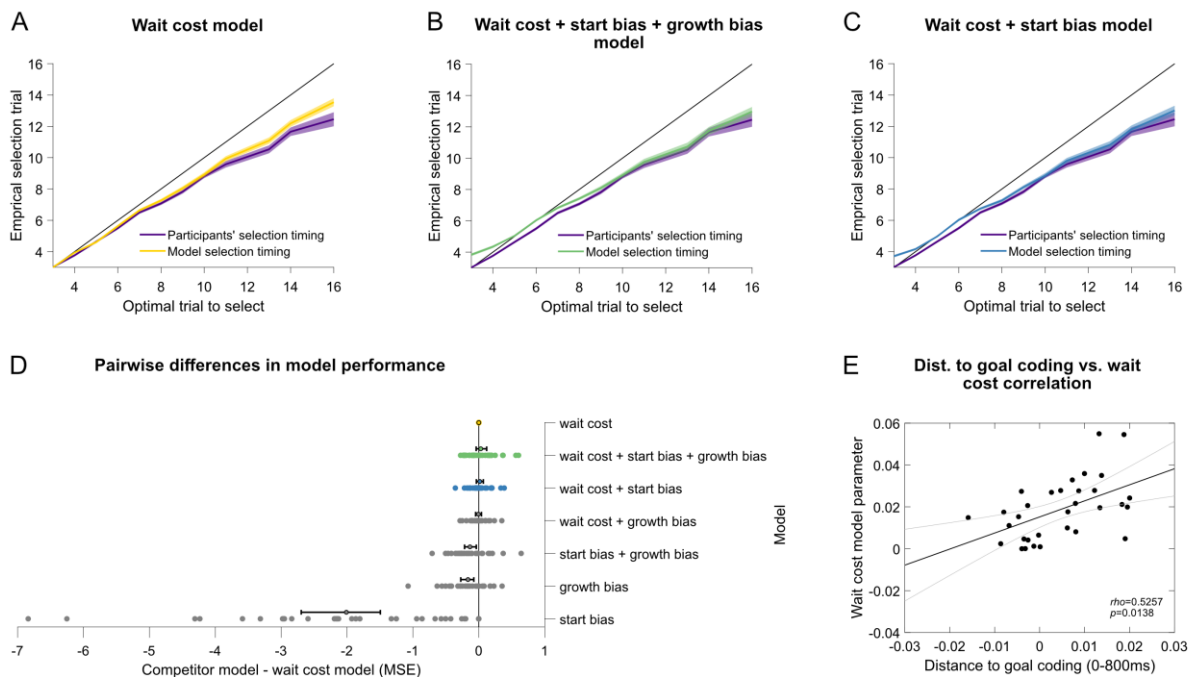 A
Wait cost model
Emprical selection trial
16
14
12
10
8
6
4
Participants' selection timing
Model selection timing
4 6 8 10 12 14 16
Optimal trial to select
B
Wait cost + start bias + growth bias
model
Emprical selection trial
16
14
12
10
8
6
4
Participants' selection timing
Model selection timing
4 6 8 10 12 14 16
Optimal trial to select
C
Wait cost + start bias model
Emprical selection trial
16
14
12
10
8
6
4
Participants' selection timing
Model selection timing
4 6 8 10 12 14 16
Optimal trial to select
D
Pairwise differences in model performance
wait cost
wait cost + start bias + growth bias
wait cost + start bias
wait cost + growth bias
start bias + growth bias
growth bias
start bias
Model
-7 -6 -5 -4 -3 -2 -1 0 1
Competitor model - wait cost model (MSE)
E
Dist. to goal coding vs. wait
cost correlation
Wait cost model parameter
0.06
0.04
0.02
0
-0.02
-0.04
rho=0.5257
p=0.0138
-0.03 -0.02 -0.01 0 0.01 0.02 0.03
Distance to goal coding (0-800ms)